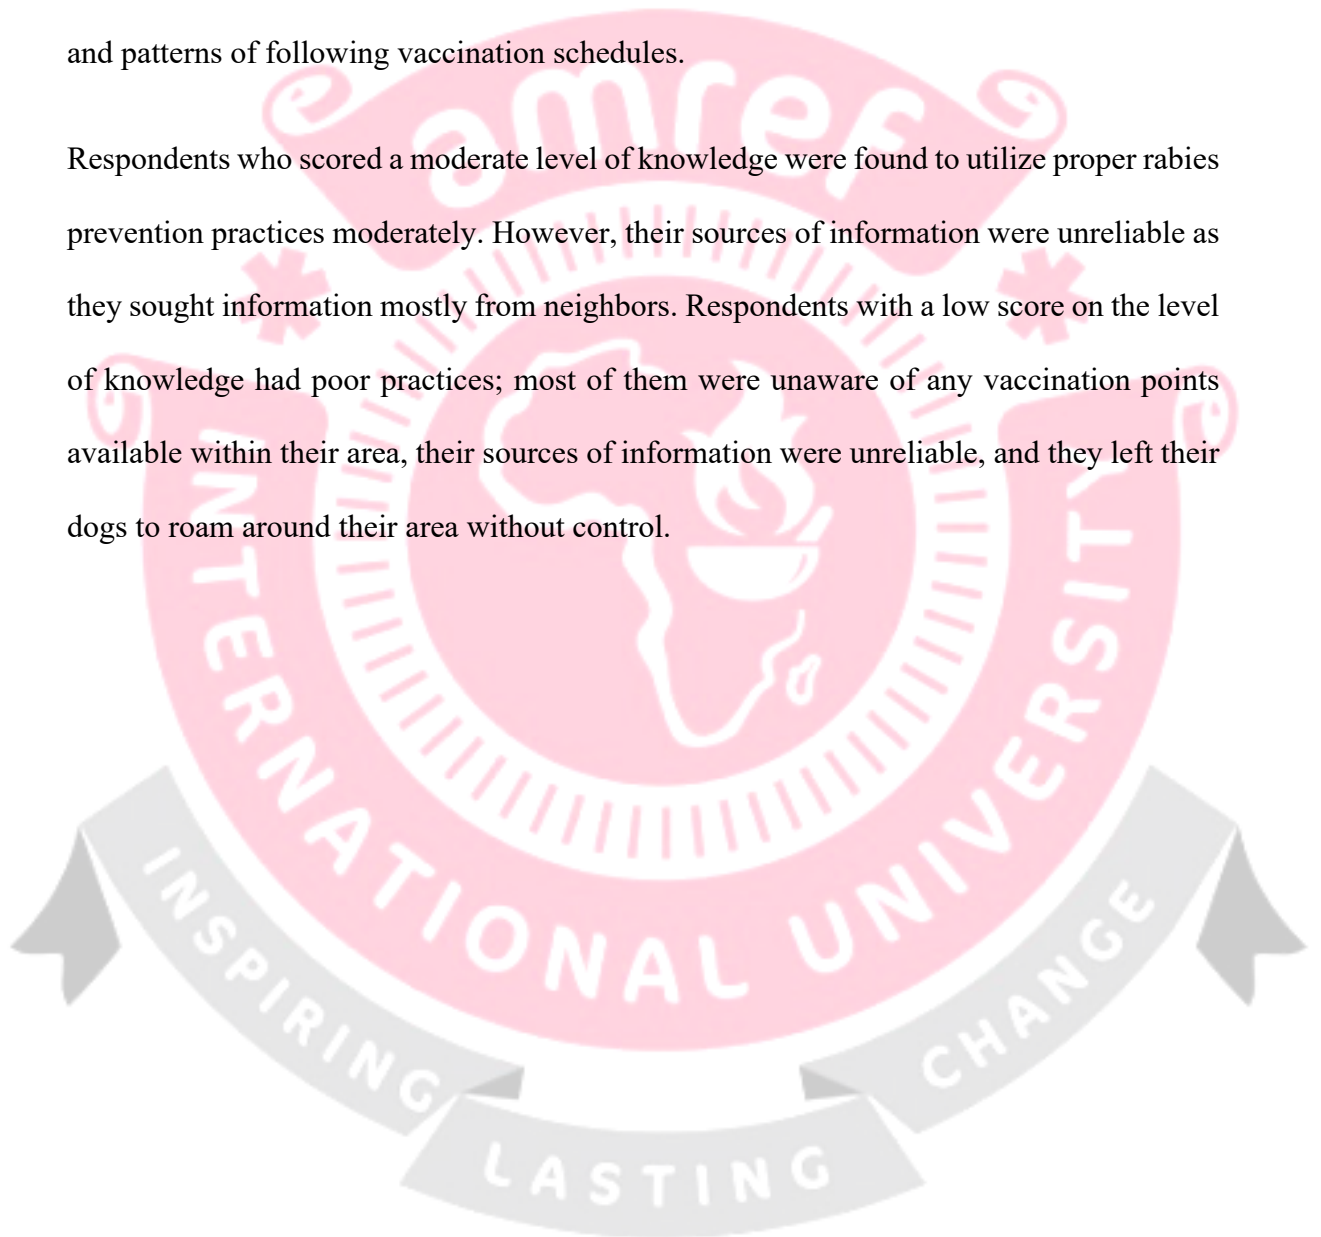 and patterns of following vaccination schedules.
Respondents who scored a moderate level of knowledge were found to utilize proper rabies
prevention practices moderately. However, their sources of information were unreliable as
they sought information mostly from neighbors. Respondents with a low score on the level
of knowledge had poor practices; most of them were unaware of any vaccination points
available within their area, their sources of information were unreliable, and they left their
dogs to roam around their area without control.
amref
INTERNATIONAL UNIVERSITY
INSPIRING
LASTING
CHANGE